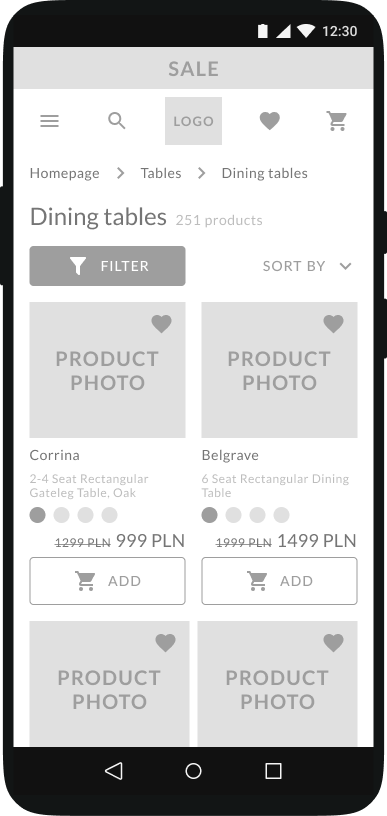 12:30
SALE
LOGO
Homepage Tables Dining tables
Dining tables 251 products
FILTER SORT BY
PRODUCT PHOTO
PRODUCT PHOTO
Corrina
2-4 Seat Rectangular
Gateleg Table, Oak
1299 PLN 999 PLN
ADD
Belgrave
6 Seat Rectangular Dining
Table
1999 PLN 1499 PLN
ADD
PRODUCT PHOTO
PRODUCT PHOTO